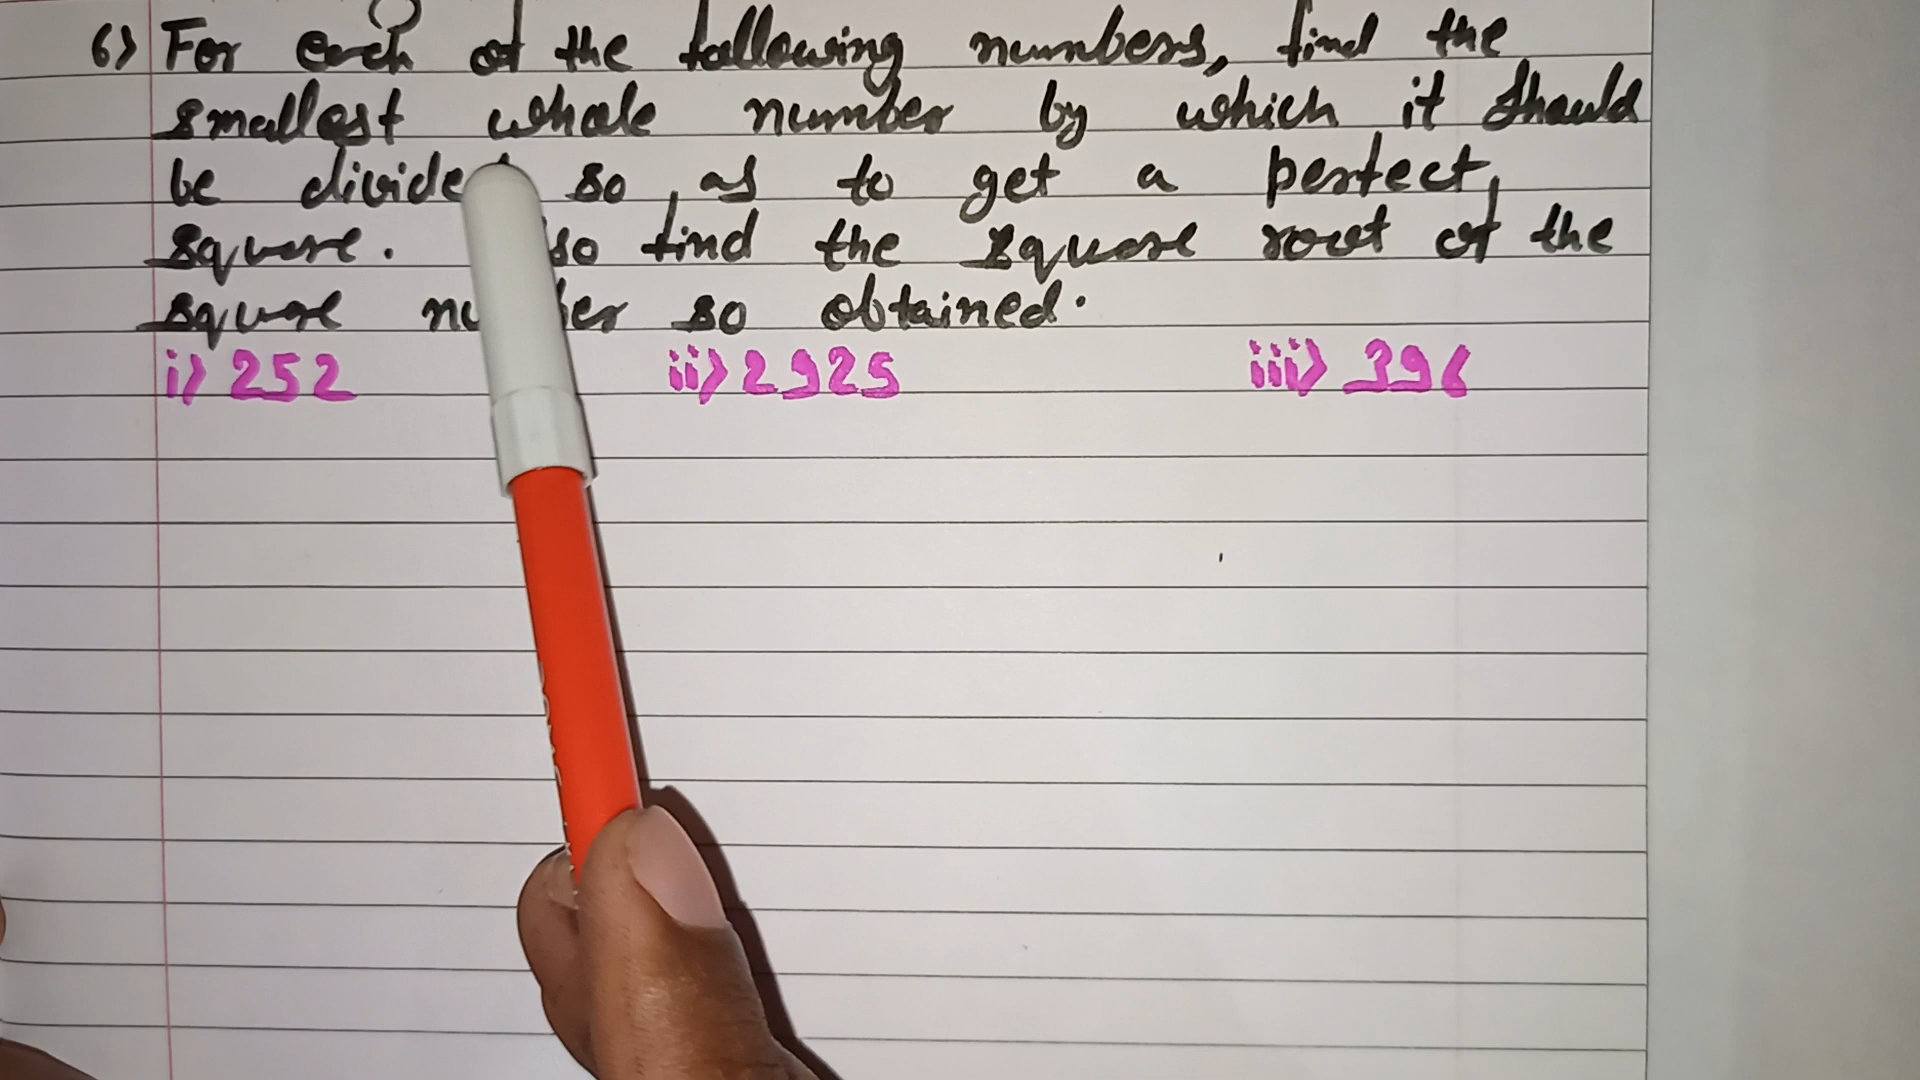 6) For each of the following numbers, find the
smallest whole number by which it should
be divided so as to get a perfect
square. find the square root of the
square so obtained.
i) 252 ii) 2925 iii) 396